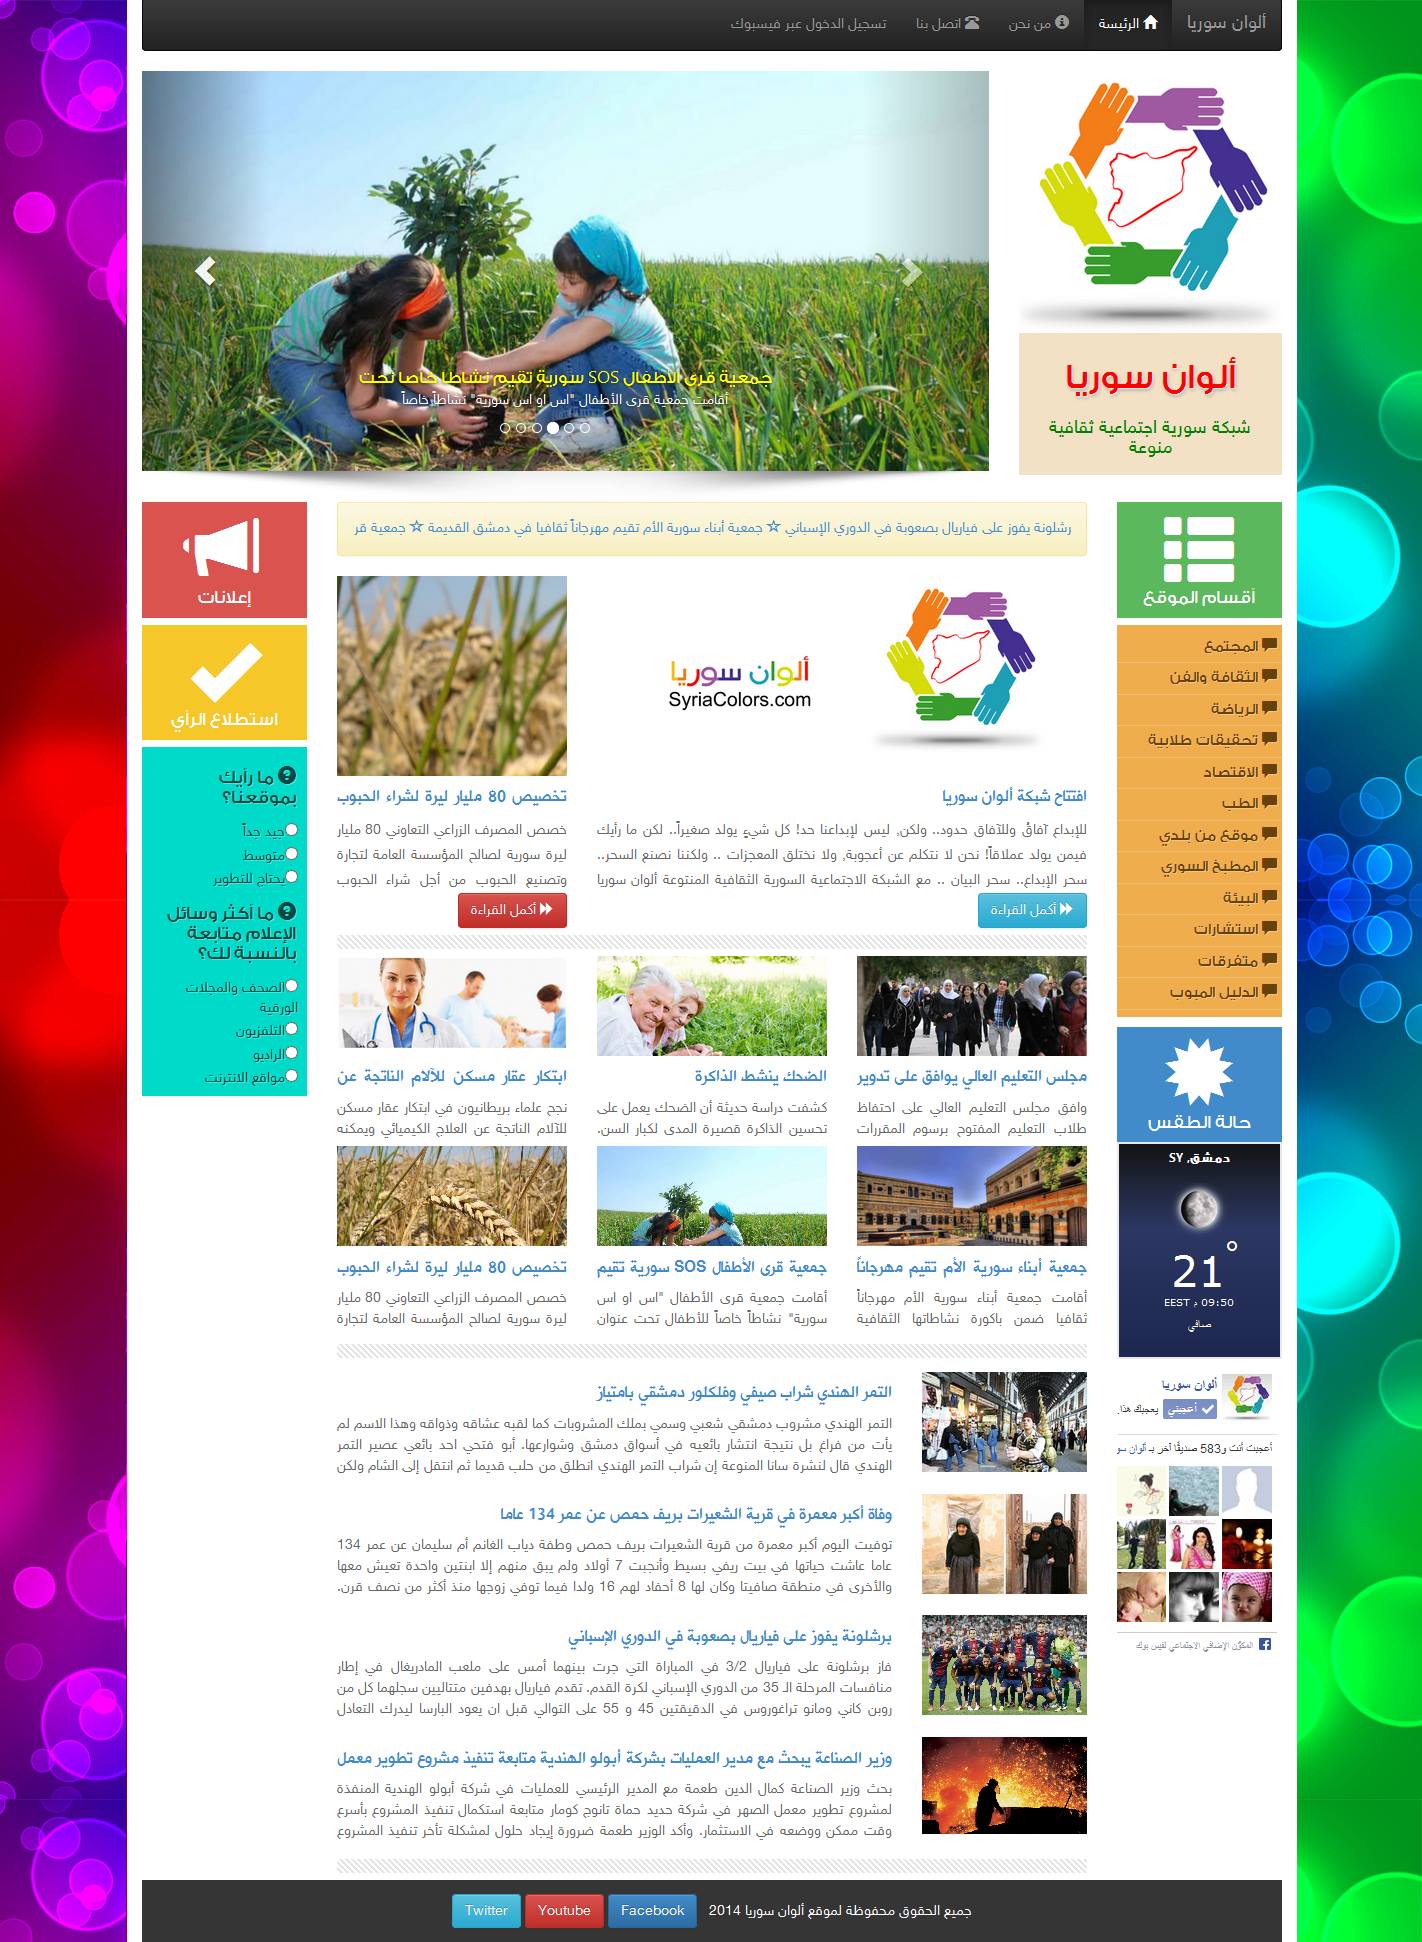 ألوان سوريا
الرئيسة
من نحن
اتصل بنا
تسجيل الدخول عبر فيسبوك
جمعية قرى الأطفال SOS سورية تقيم نشاطا خاصا تحت
أقامت جمعية قرى الأطفال "اس او اس سورية" نشاطاً خاصاً
ألوان سوريا
شبكة سورية اجتماعية ثقافية
منوعة
أقسام الموقع
المجتمع
الثقافة والفن
الرياضة
تحقيقات طلابية
الاقتصاد
الطب
موقع من بلدي
المطبخ السوري
البيئة
استشارات
متفرقات
الدليل المبوب
حالة الطقس
دمشق, SY
21°
09:50 م EEST
صافي
ألوان سوريا
أعجبني
يعجبك هذا.
أعجبت أنت و583 صديقًا آخر بـ ألوان سو
المكوّن الإضافي الاجتماعي لفيس بوك
رشلونة يفوز على فياريال بصعوبة في الدوري الإسباني ☆ جمعية أبناء سورية الأم تقيم مهرجاناً ثقافيا في دمشق القديمة ☆ جمعية قر
ألوان سوريا
SyriaColors.com
افتتاح شبكة ألوان سوريا
للإبداع آفاقٌ وللآفاق حدود.. ولكن, ليس لإبداعنا حد! كل شيءٍ يولد صغيراً.. لكن ما رأيك
فيمن يولد عملاقاً! نحن لا نتكلم عن أعجوبة, ولا نختلق المعجزات .. ولكننا نصنع السحر..
سحر الإبداع.. سحر البيان .. مع الشبكة الاجتماعية السورية الثقافية المنتوعة ألوان سوريا
أكمل القراءة
تخصيص 80 مليار ليرة لشراء الحبوب
خصص المصرف الزراعي التعاوني 80 مليار
ليرة سورية لصالح المؤسسة العامة لتجارة
وتصنيع الحبوب من أجل شراء الحبوب
أكمل القراءة
مجلس التعليم العالي يوافق على تدوير
وافق مجلس التعليم العالي على احتفاظ
طلاب التعليم المفتوح برسوم المقررات
الضحك ينشط الذاكرة
كشفت دراسة حديثة أن الضحك يعمل على
تحسين الذاكرة قصيرة المدى لكبار السن.
ابتكار عقار مسكن للآلام الناتجة عن
نجح علماء بريطانيون في ابتكار عقار مسكن
للآلام الناتجة عن العلاج الكيميائي ويمكنه
جمعية أبناء سورية الأم تقيم مهرجاناً
أقامت جمعية أبناء سورية الأم مهرجاناً
ثقافيا ضمن باكورة نشاطاتها الثقافية
جمعية قرى الأطفال SOS سورية تقيم
أقامت جمعية قرى الأطفال "اس او اس
سورية" نشاطاً خاصاً للأطفال تحت عنوان
تخصيص 80 مليار ليرة لشراء الحبوب
خصص المصرف الزراعي التعاوني 80 مليار
ليرة سورية لصالح المؤسسة العامة لتجارة
التمر الهندي شراب صيفي وفلكلور دمشقي بامتياز
التمر الهندي مشروب دمشقي شعبي وسمي بملك المشروبات كما لقبه عشاقه وذواقه وهذا الاسم لم
يأت من فراغ بل نتيجة انتشار بائعيه في أسواق دمشق وشوارعها. أبو فتحي احد بائعي عصير التمر
الهندي قال لنشرة سانا المنوعة إن شراب التمر الهندي انطلق من حلب قديما ثم انتقل إلى الشام ولكن
وفاة أكبر معمرة في قرية الشعيرات بريف حمص عن عمر 134 عاما
توفيت اليوم أكبر معمرة من قرية الشعيرات بريف حمص وطفة دياب الغانم أم سليمان عن عمر 134
عاما عاشت حياتها في بيت ريفي بسيط وأنجبت 7 أولاد ولم يبق منهم إلا ابنتين واحدة تعيش معها
والأخرى في منطقة صافيتا وكان لها 8 أحفاد لهم 16 ولدا فيما توفي زوجها منذ أكثر من نصف قرن.
برشلونة يفوز على فياريال بصعوبة في الدوري الإسباني
فاز برشلونة على فياريال 3/2 في المباراة التي جرت بينهما أمس على ملعب المادريغال في إطار
منافسات المرحلة الـ 35 من الدوري الإسباني لكرة القدم. تقدم فياريال بهدفين متتاليين سجلهما كل من
روبن كاني ومانو تراغوروس في الدقيقتين 45 و 55 على التوالي قبل ان يعود البارسا ليدرك التعادل
وزير الصناعة يبحث مع مدير العمليات بشركة أبولو الهندية متابعة تنفيذ مشروع تطوير معمل
بحث وزير الصناعة كمال الدين طعمة مع المدير الرئيسي للعمليات في شركة أبولو الهندية المنفذة
لمشروع تطوير معمل الصهر في شركة حديد حماة تانوج كومار متابعة استكمال تنفيذ المشروع بأسرع
وقت ممكن ووضعه في الاستثمار. وأكد الوزير طعمة ضرورة إيجاد حلول لمشكلة تأخر تنفيذ المشروع
إعلانات
استطلاع الرأي
ما رأيك
بموقعنا؟
جيد جداً
متوسط
يحتاج للتطوير
ما أكثر وسائل
الإعلام متابعة
بالنسبة لك؟
الصحف والمجلات
الورقية
التلفزيون
الراديو
مواقع الانترنت
جميع الحقوق محفوظة لموقع ألوان سوريا 2014
Facebook
Youtube
Twitter